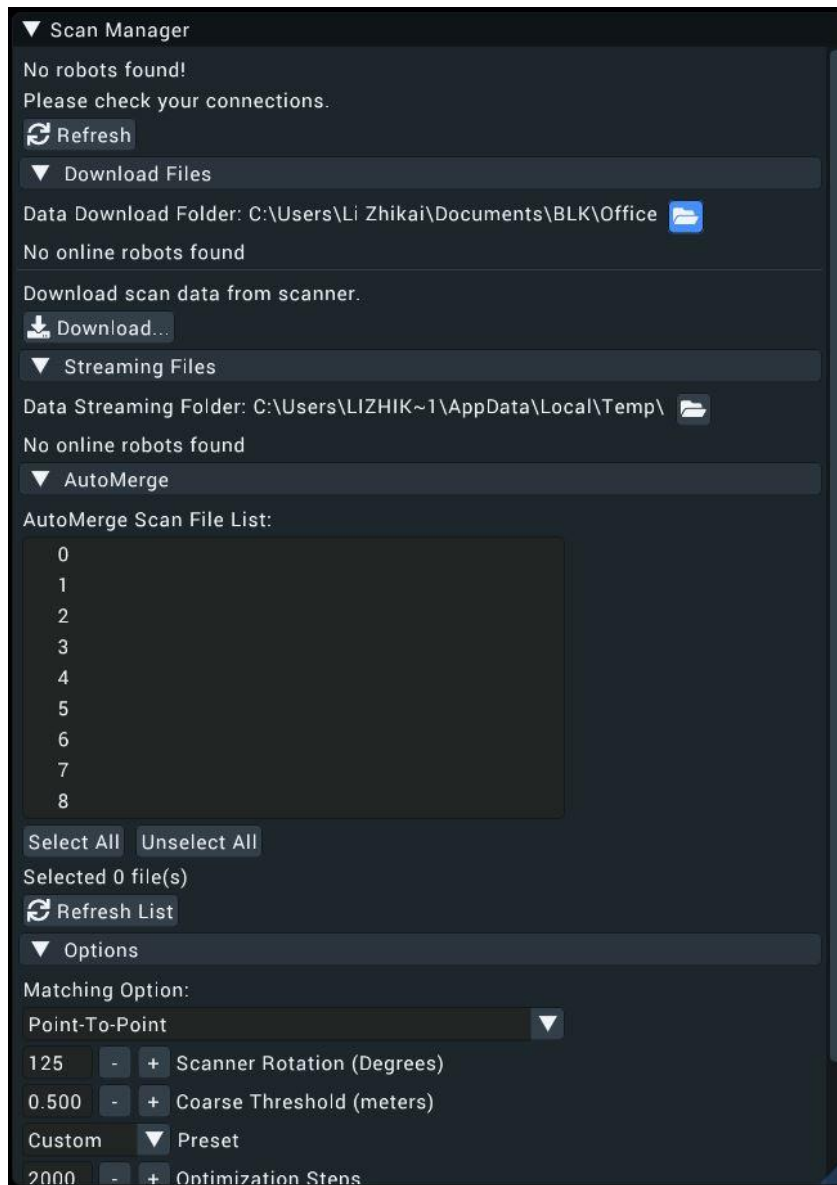 Scan Manager
No robots found!
Please check your connections.
Refresh
Download Files
Data Download Folder: C:\Users\Li Zhikai\Documents\BLK\Office
No online robots found
Download scan data from scanner.
Download...
Streaming Files
Data Streaming Folder: C:\Users\LIZHIK~1\AppData\Local\Temp\
No online robots found
AutoMerge
AutoMerge Scan File List:
0
1
2
3
4
5
6
7
8
Select All Unselect All
Selected 0 file(s)
Refresh List
Options
Matching Option:
Point-To-Point
125 - + Scanner Rotation (Degrees)
0.500 - + Coarse Threshold (meters)
Custom Preset
2000 - + Optimization Steps